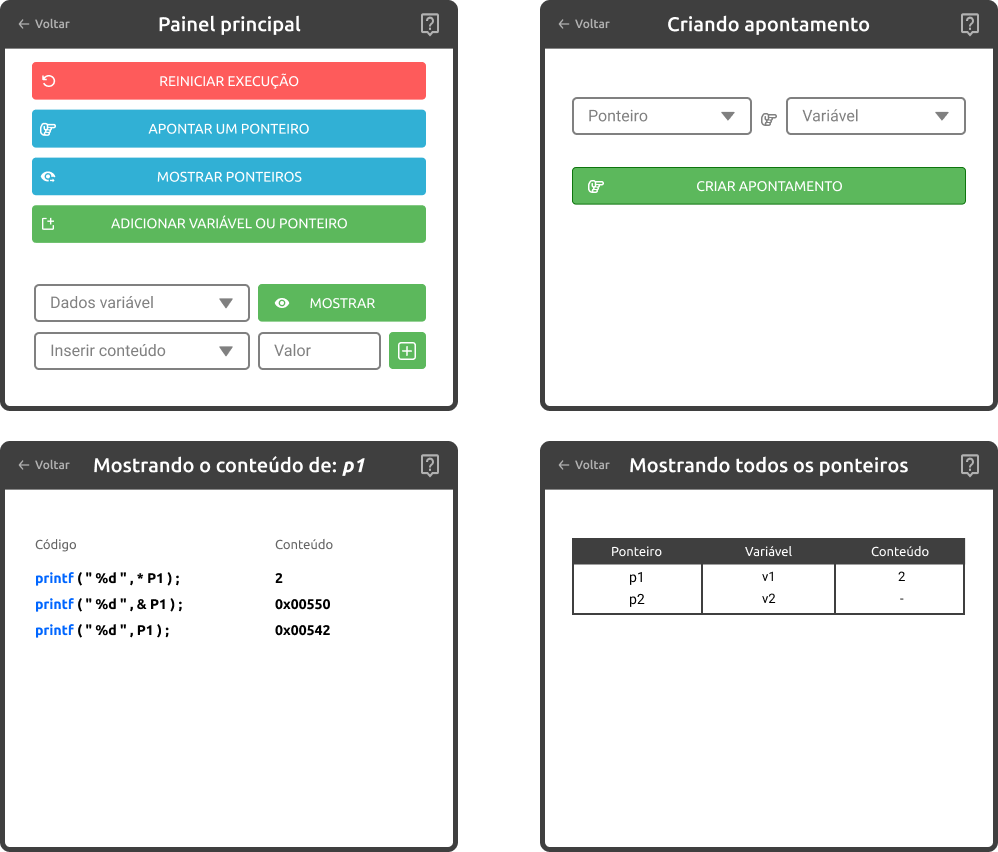 Voltar Painel principal ?
REINICIAR EXECUÇÃO
APONTAR UM PONTEIRO
MOSTRAR PONTEIROS
ADICIONAR VARIÁVEL OU PONTEIRO
Dados variável MOSTRAR
Inserir conteúdo Valor
Voltar Criando apontamento ?
Ponteiro Variável
CRIAR APONTAMENTO
Voltar Mostrando o conteúdo de: p1 ?
Código Conteúdo
printf ( " %d " , * P1 ) ; 2
printf ( " %d " , & P1 ) ; 0x00550
printf ( " %d " , P1 ) ; 0x00542
Voltar Mostrando todos os ponteiros ?
Ponteiro Variável Conteúdo
p1 v1 2
p2 v2 -